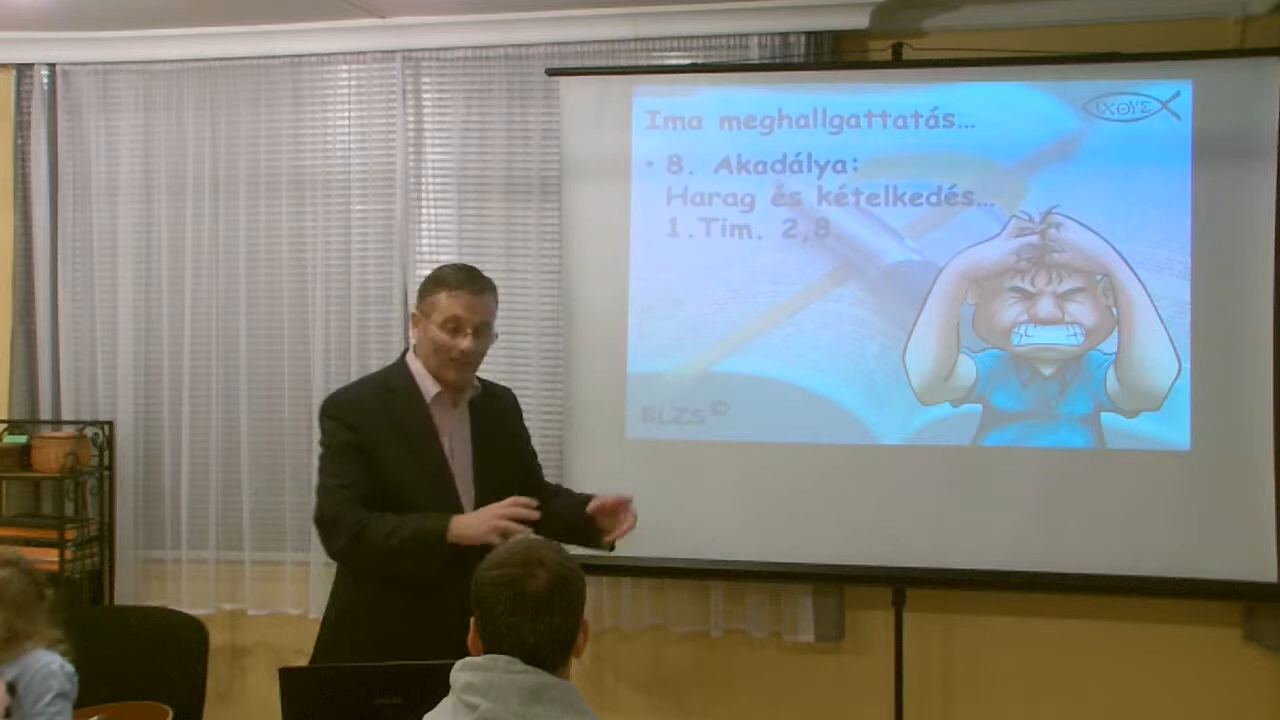 Ima meghallgattatás...
ΙΧΘΥΣ
• 8. Akadálya:
Harag és kételkedés...
1.Tim. 2,8.
BLZS©